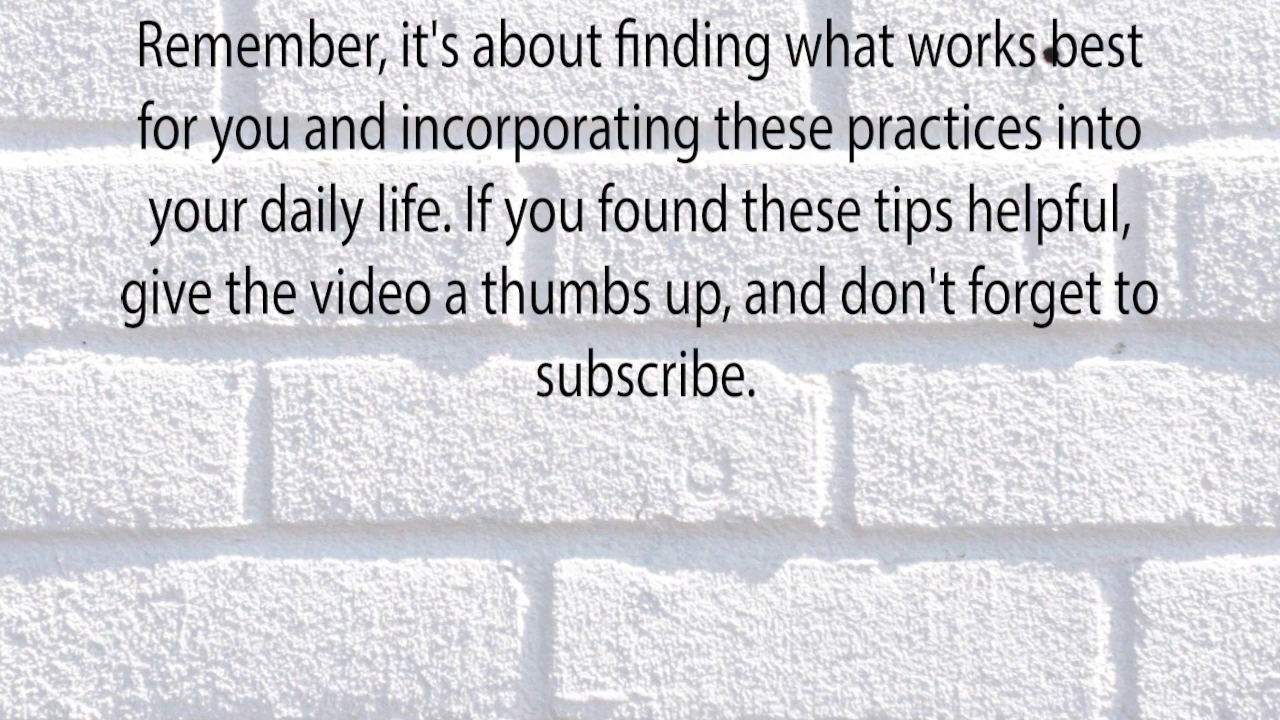 Remember, it's about finding what works best
for you and incorporating these practices into
your daily life. If you found these tips helpful,
give the video a thumbs up, and don't forget to
subscribe.